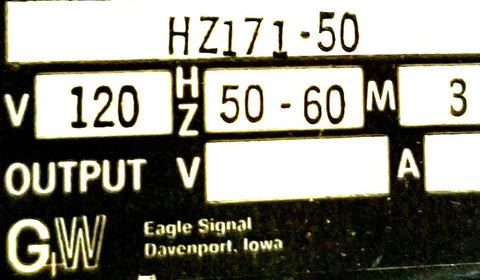 HZ171-50
V 120 HZ 50-60 M 3
OUTPUT V A
G+W Eagle Signal
Davenport, Iowa